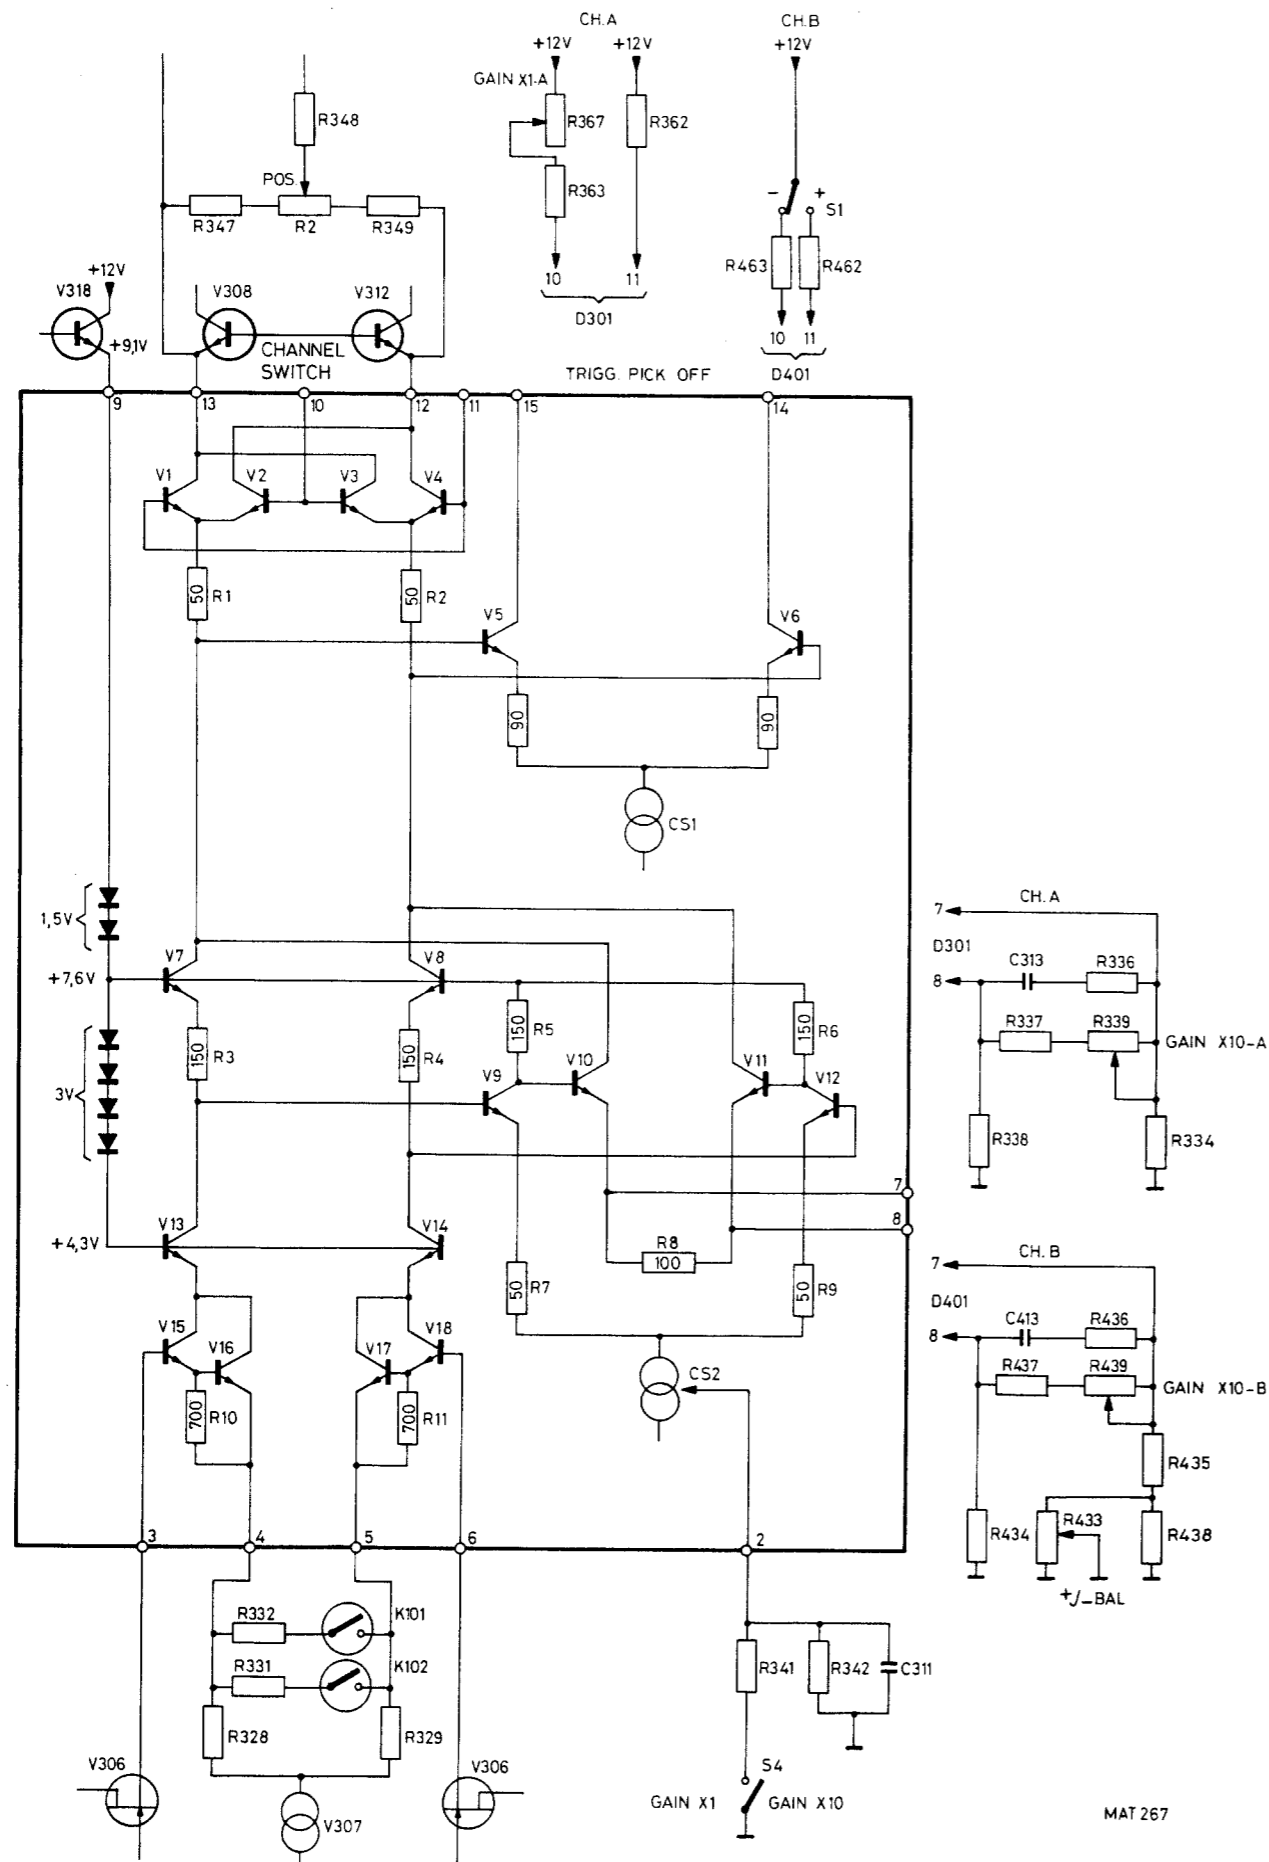 CH.A
CH.B
+12V +12V +12V
GAIN X1-A
R348
R367
R362
R363
POS.
R347
R2
R349
- +
S1
R463
R462
10 11
D301
10 11
D401
+12V
V318
+9,1V
V308
V312
CHANNEL
SWITCH
TRIGG. PICK OFF
9 13 10 12 11 15 14
V1 V2 V3 V4
50 R1
50 R2
V5
V6
90
90
CS1
1,5V
+7,6V
V7
V8
3V
150 R3
150 R4
150 R5
150 R6
V9
V10
V11
V12
7
8
+4,3V
V13
V14
R8
100
50 R7
50 R9
V15
V16
V17
V18
700 R10
700 R11
CS2
3 4 5 6 2
7
CH.A
D301
8
C313
R336
R337
R339
GAIN X10-A
R338
R334
7
CH.B
D401
8
C413
R436
R437
R439
GAIN X10-B
R435
R434
R433
R438
+/-BAL
R332
K101
R331
K102
R328
R329
V306
V307
V306
R341
R342
C311
S4
GAIN X1
GAIN X10
MAT 267